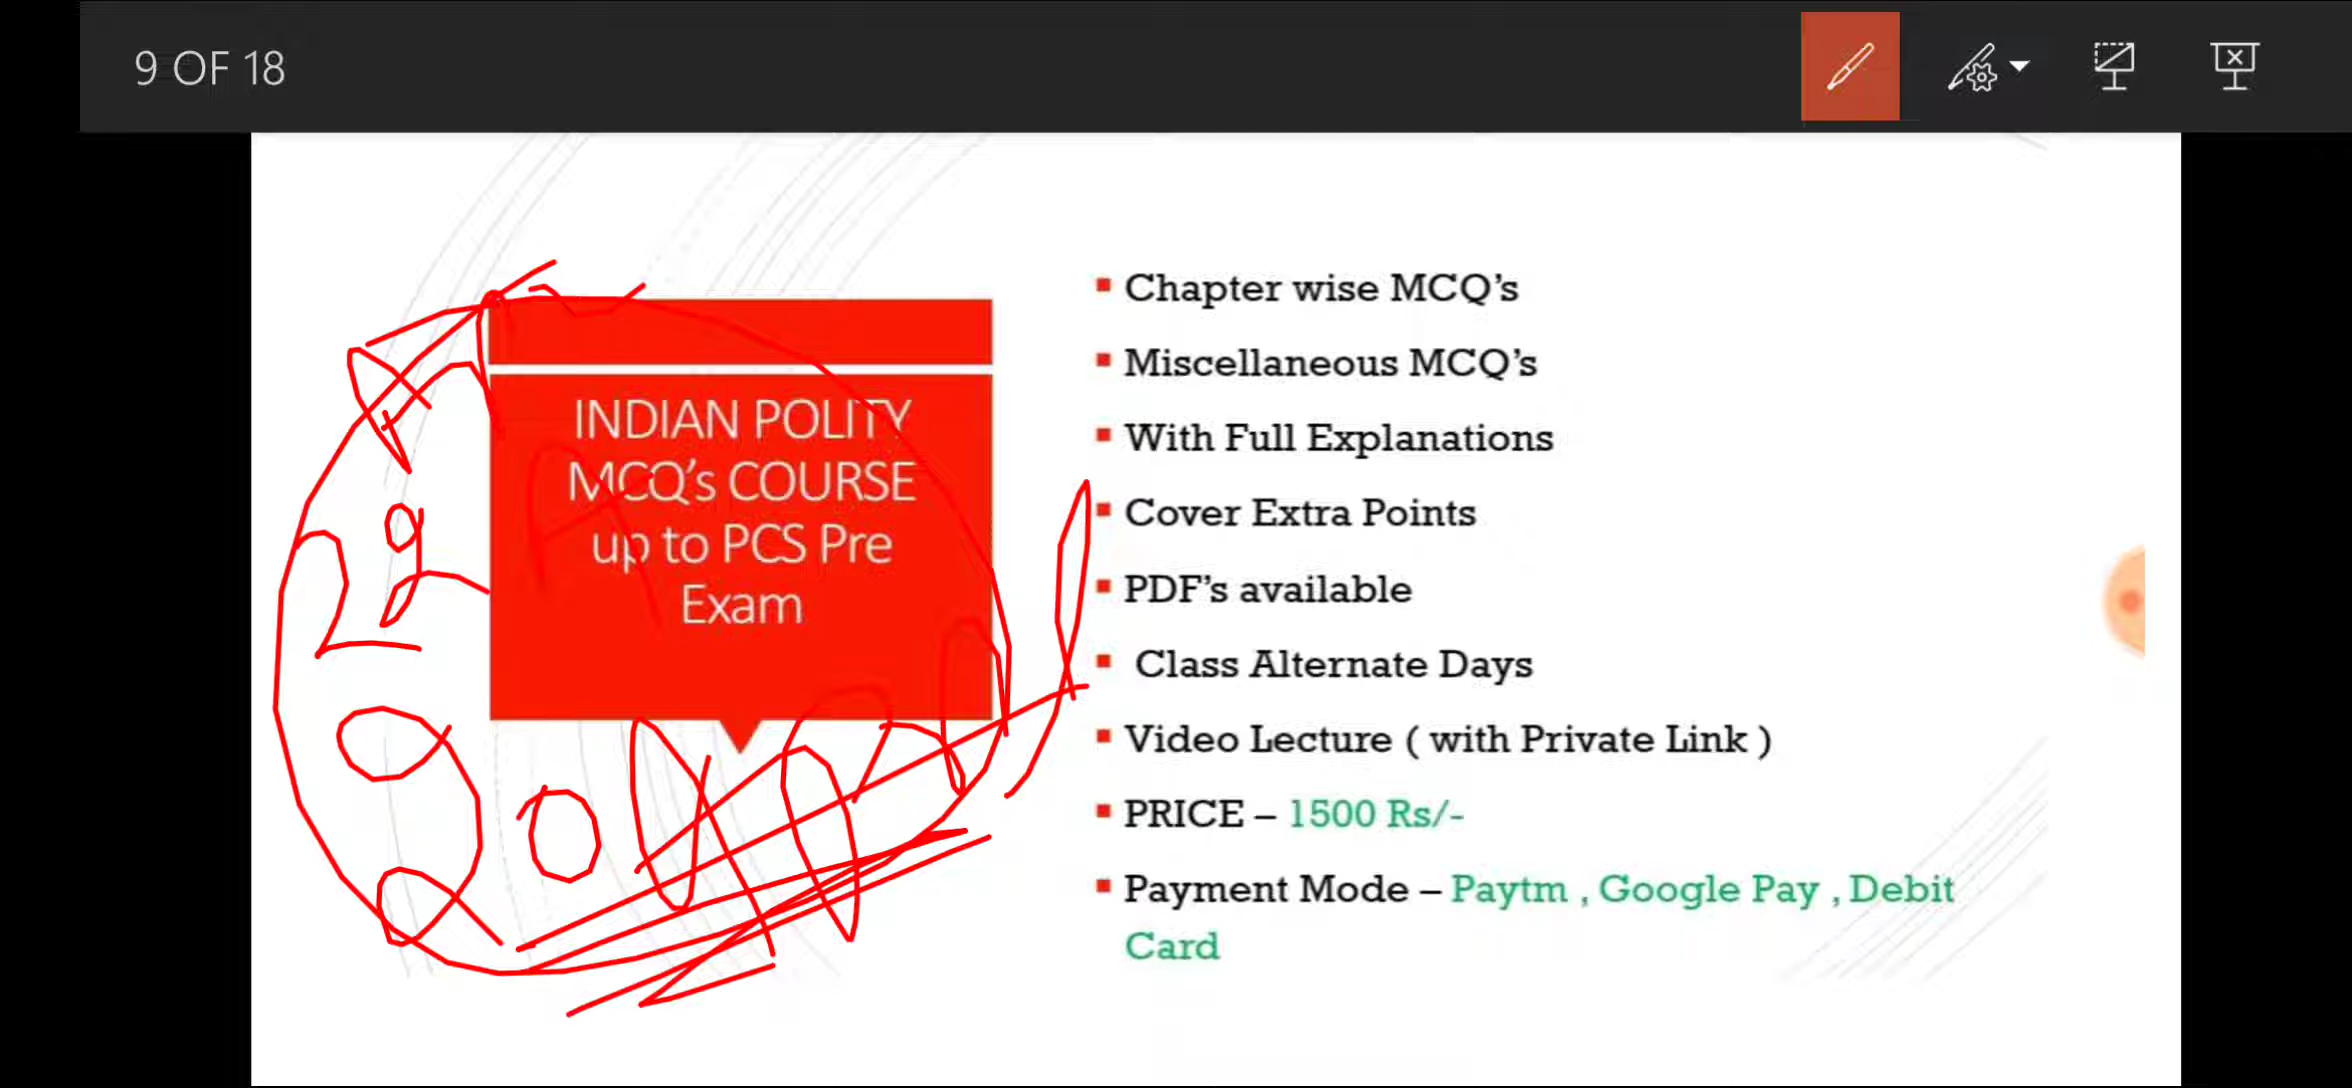 9 OF 18
INDIAN POLITY
MCQ's COURSE
up to PCS Pre
Exam
Chapter wise MCQ's
Miscellaneous MCQ's
With Full Explanations
Cover Extra Points
PDF's available
Class Alternate Days
Video Lecture ( with Private Link )
PRICE – 1500 Rs/-
Payment Mode – Paytm , Google Pay , Debit
Card